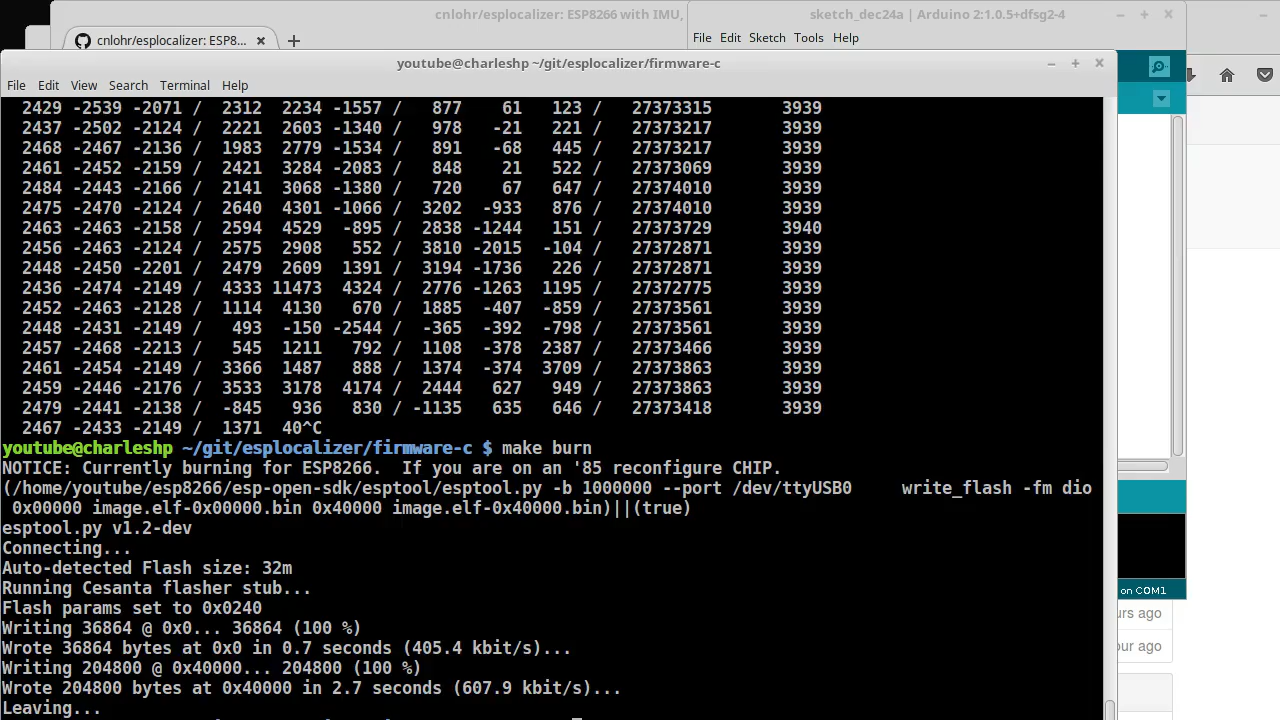 cnlohr/esplocalizer: ESP8266 with IMU,
sketch_dec24a | Arduino 2:1.0.5+dfsg2-4
cnlohr/esplocalizer: ESP8...
File Edit Sketch Tools Help
youtube@charleshp ~/git/esplocalizer/firmware-c
File Edit View Search Terminal Help
2429 -2539 -2071 / 2312 2234 -1557 / 877 61 123 / 27373315 3939
2437 -2502 -2124 / 2221 2603 -1340 / 978 -21 221 / 27373217 3939
2468 -2467 -2136 / 1983 2779 -1534 / 891 -68 445 / 27373217 3939
2461 -2452 -2159 / 2421 3284 -2083 / 848 21 522 / 27373069 3939
2484 -2443 -2166 / 2141 3068 -1380 / 720 67 647 / 27374010 3939
2475 -2470 -2124 / 2640 4301 -1066 / 3202 -933 876 / 27374010 3939
2463 -2463 -2158 / 2594 4529 -895 / 2838 -1244 151 / 27373729 3940
2456 -2463 -2124 / 2575 2908 552 / 3810 -2015 -104 / 27372871 3939
2448 -2450 -2201 / 2479 2609 1391 / 3194 -1736 226 / 27372871 3939
2436 -2474 -2149 / 4333 11473 4324 / 2776 -1263 1195 / 27372775 3939
2452 -2463 -2128 / 1114 4130 670 / 1885 -407 -859 / 27373561 3939
2448 -2431 -2149 / 493 -150 -2544 / -365 -392 -798 / 27373561 3939
2457 -2468 -2213 / 545 1211 792 / 1108 -378 2387 / 27373466 3939
2461 -2454 -2149 / 3366 1487 888 / 1374 -374 3709 / 27373863 3939
2459 -2446 -2176 / 3533 3178 4174 / 2444 627 949 / 27373863 3939
2479 -2441 -2138 / -845 936 830 / -1135 635 646 / 27373418 3939
2467 -2433 -2149 / 1371 40^C
youtube@charleshp ~/git/esplocalizer/firmware-c $ make burn
NOTICE: Currently burning for ESP8266. If you are on an '85 reconfigure CHIP.
(/home/youtube/esp8266/esp-open-sdk/esptool/esptool.py -b 1000000 --port /dev/ttyUSB0 write_flash -fm dio
0x00000 image.elf-0x00000.bin 0x40000 image.elf-0x40000.bin)||(true)
esptool.py v1.2-dev
Connecting...
Auto-detected Flash size: 32m
Running Cesanta flasher stub...
Flash params set to 0x0240
Writing 36864 @ 0x0... 36864 (100 %)
Wrote 36864 bytes at 0x0 in 0.7 seconds (405.4 kbit/s)...
Writing 204800 @ 0x40000... 204800 (100 %)
Wrote 204800 bytes at 0x40000 in 2.7 seconds (607.9 kbit/s)...
Leaving...
on COM1
urs ago
our ago